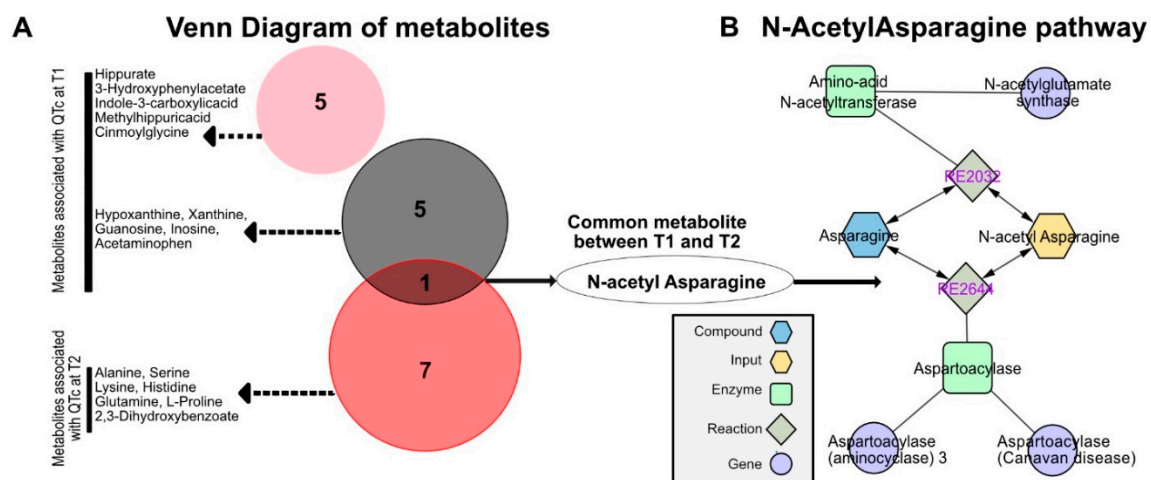 A
Venn Diagram of metabolites
Metabolites associated with QTc at T1
Hippurate
3-Hydroxyphenylacetate
Indole-3-carboxylicacid
Methylhippuricacid
Cinmoylglycine
5
Hypoxanthine, Xanthine,
Guanosine, Inosine,
Acetaminophen
5
1
Metabolites associated
with QTc at T2
Alanine, Serine
Lysine, Histidine
Glutamine, L-Proline
2,3-Dihydroxybenzoate
7
Common metabolite
between T1 and T2
N-acetyl Asparagine
Compound
Input
Enzyme
Reaction
Gene
B
N-AcetylAsparagine pathway
Amino-acid
N-acetyltransferase
N-acetylglutamate
synthase
RE2032
Asparagine
N-acetyl Asparagine
RE2644
Aspartoacylase
Aspartoacylase
(aminocyclase) 3
Aspartoacylase
(Canavan disease)